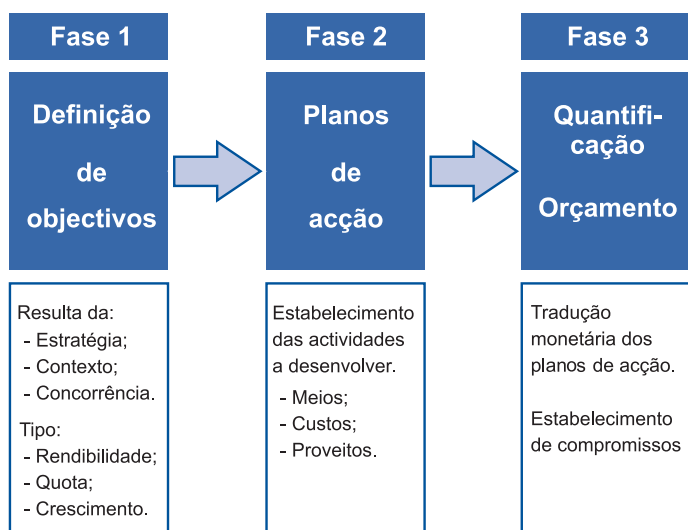 Fase 1
Definição
de
objectivos
Resulta da:
- Estratégia;
- Contexto;
- Concorrência.
Tipo:
- Rendibilidade;
- Quota;
- Crescimento.
Fase 2
Planos
de
acção
Estabelecimento
das actividades
a desenvolver.
- Meios;
- Custos;
- Proveitos.
Fase 3
Quantifi-
cação
Orçamento
Tradução
monetária dos
planos de acção.
Estabelecimento
de compromissos